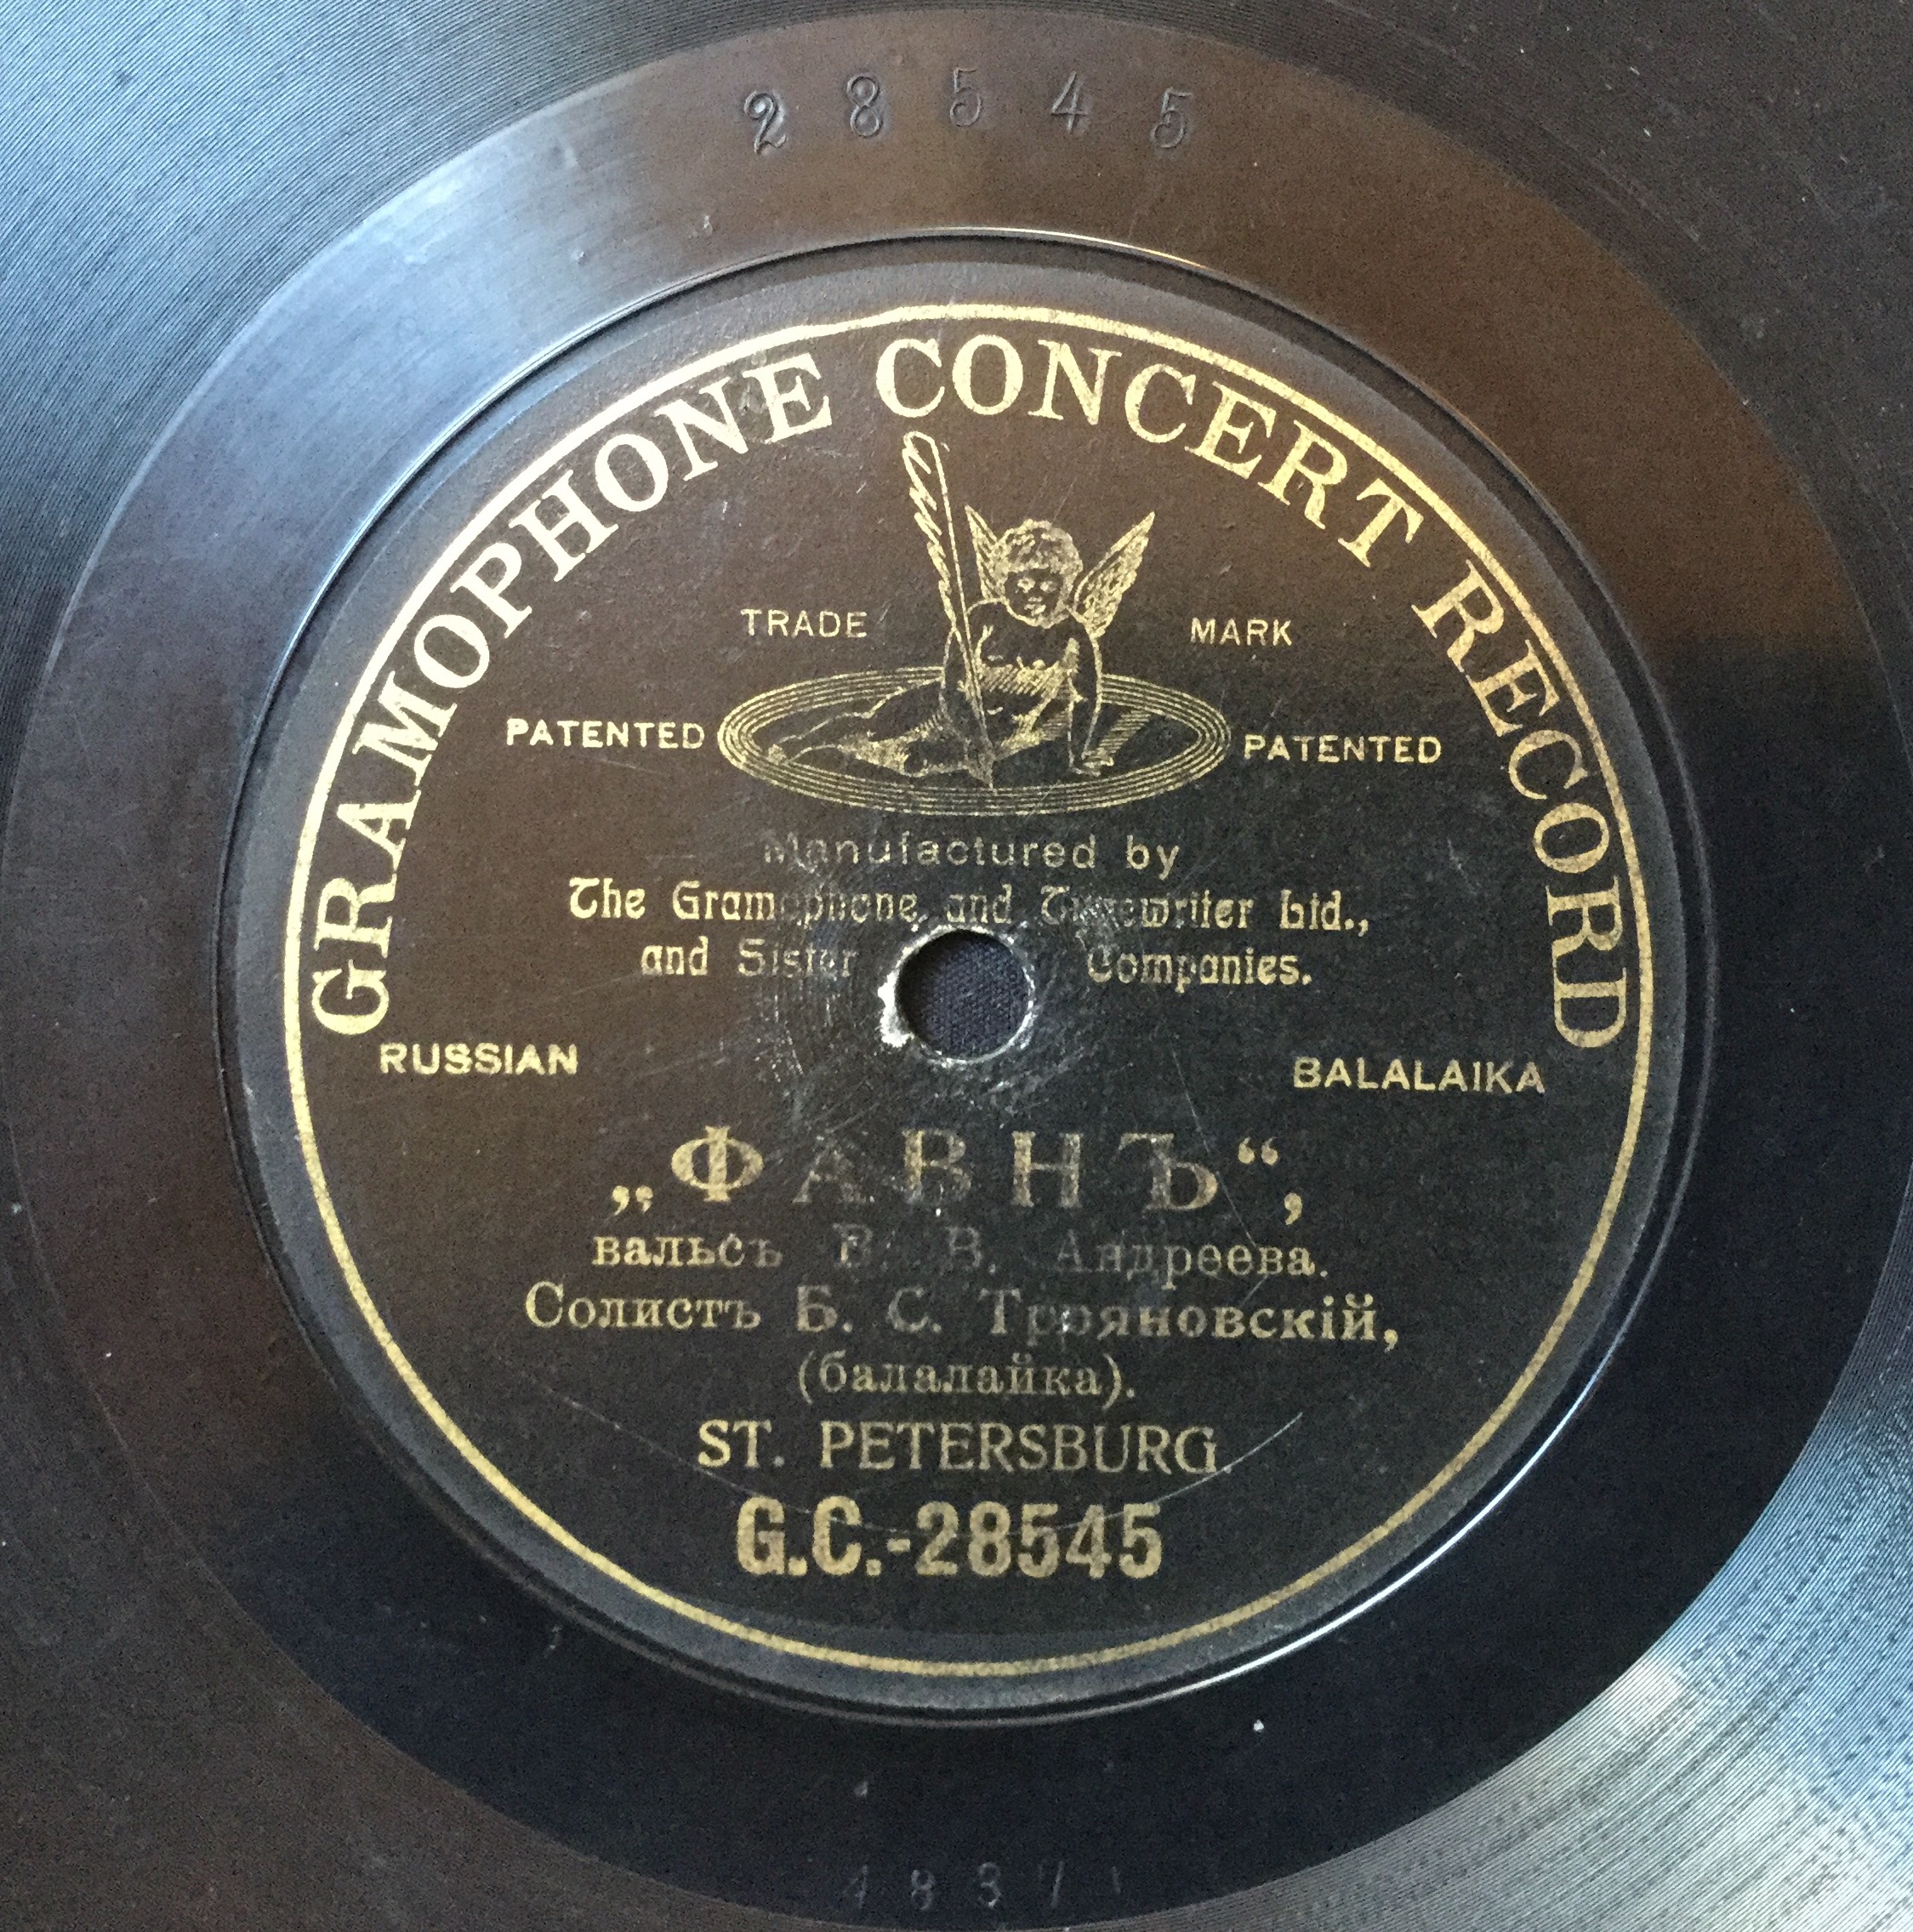 28545
GRAMOPHONE CONCERT RECORD
TRADE MARK
PATENTED PATENTED
Manufactured by
The Gramophone and Typewriter Ltd.,
and Sister Companies.
RUSSIAN BALALAIKA
„ФАВНЪ“,
вальсъ В. В. Андреева.
Солистъ Б. С. Трояновскій,
(балалайка).
ST. PETERSBURG.
G.C.-28545